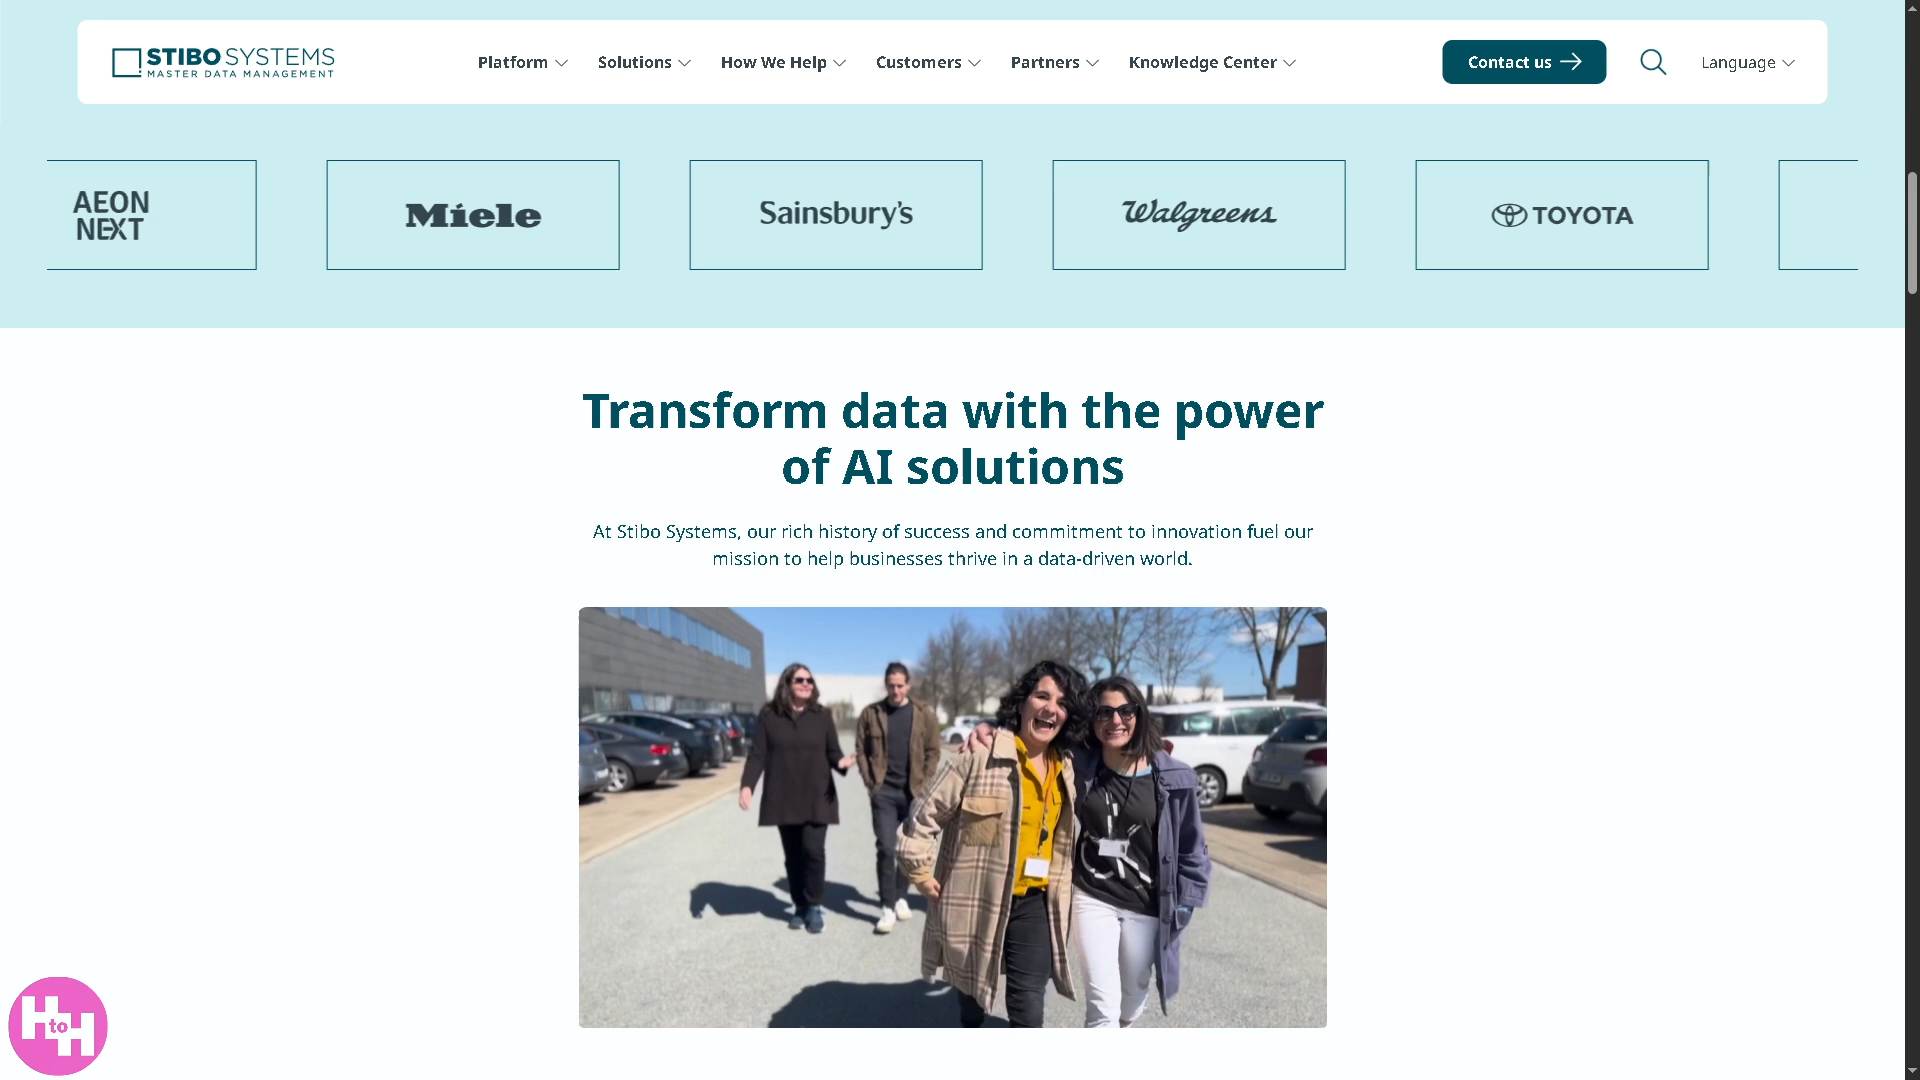 STIBO SYSTEMS
MASTER DATA MANAGEMENT
Platform
Solutions
How We Help
Customers
Partners
Knowledge Center
Contact us
Language
AEON
NEXT
Miele
Sainsbury's
Walgreens
TOYOTA
Transform data with the power
of AI solutions
At Stibo Systems, our rich history of success and commitment to innovation fuel our
mission to help businesses thrive in a data-driven world.
H to H